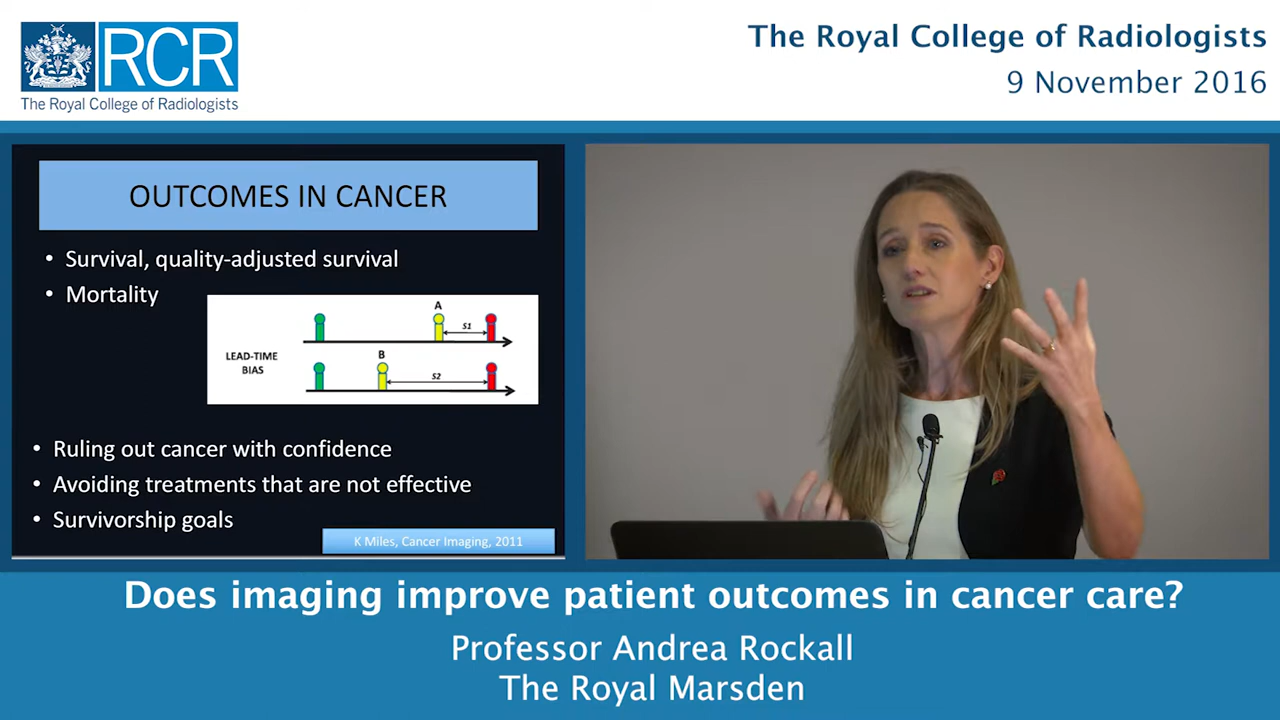 RCR
The Royal College of Radiologists
The Royal College of Radiologists
9 November 2016
OUTCOMES IN CANCER
• Survival, quality-adjusted survival
• Mortality
A
S1
LEAD-TIME
BIAS
B
S2
• Ruling out cancer with confidence
• Avoiding treatments that are not effective
• Survivorship goals
K Miles, Cancer Imaging, 2011
Does imaging improve patient outcomes in cancer care?
Professor Andrea Rockall
The Royal Marsden